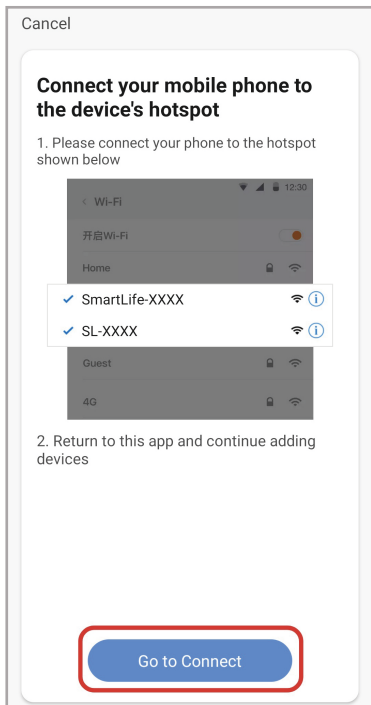 Cancel
Connect your mobile phone to
the device's hotspot
1. Please connect your phone to the hotspot
shown below
12:30
< Wi-Fi
开启Wi-Fi
Home
SmartLife-XXXX
SL-XXXX
Guest
4G
2. Return to this app and continue adding
devices
Go to Connect